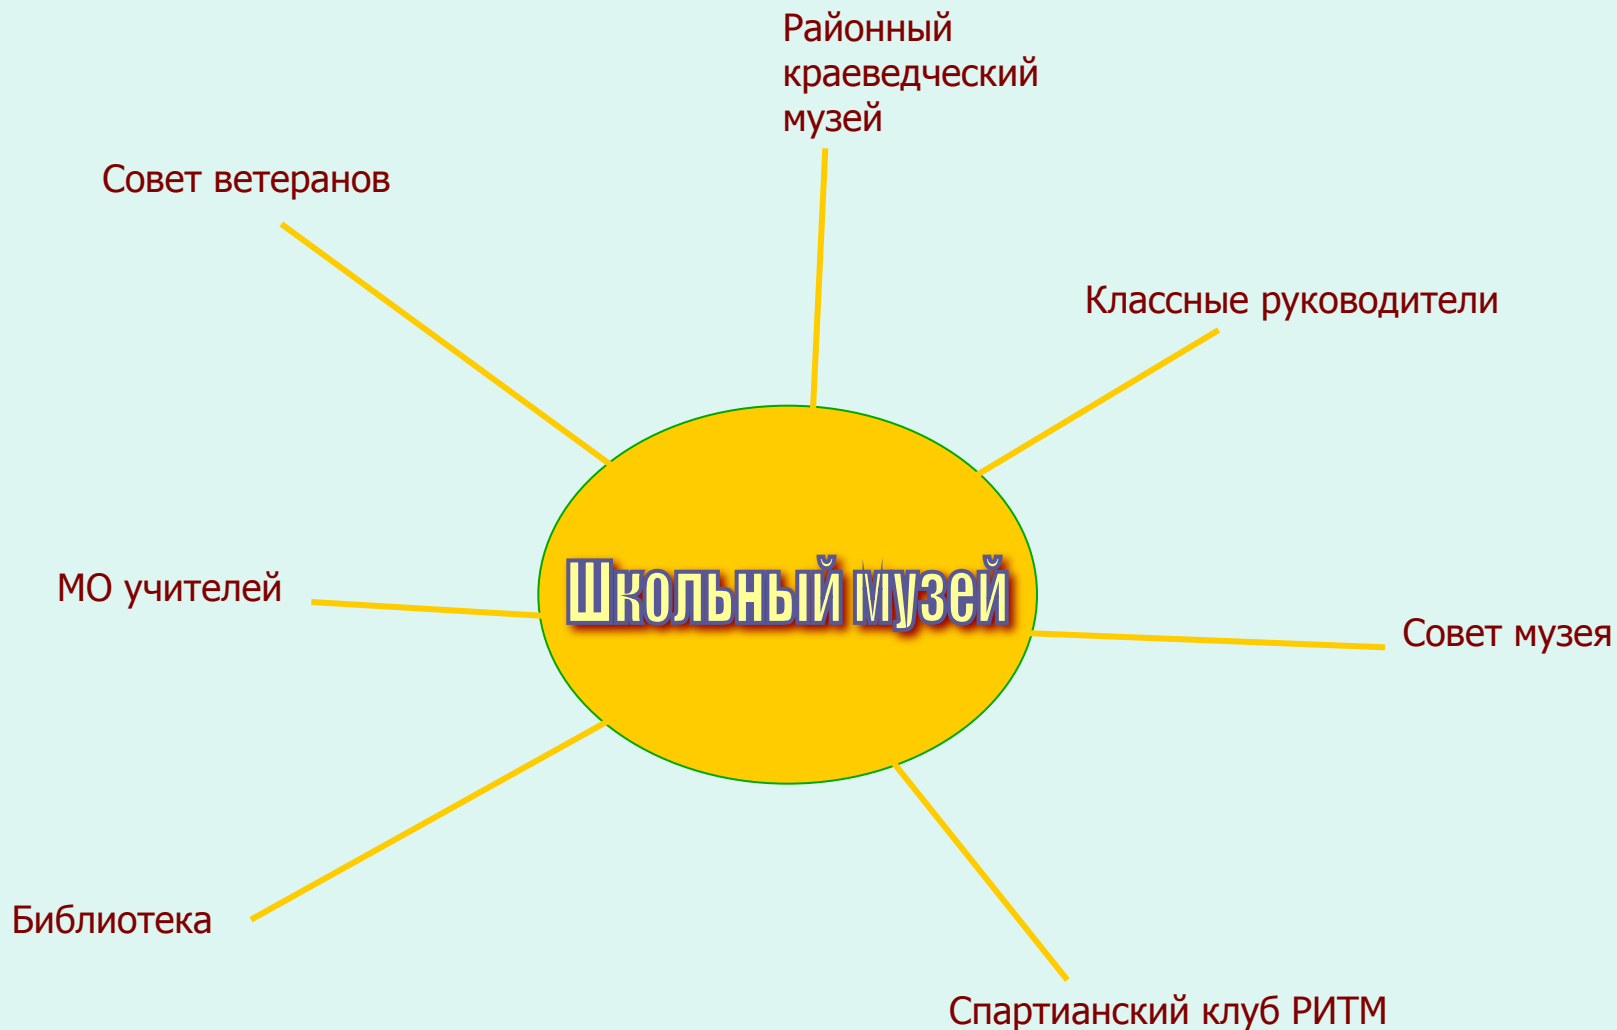 Районный
краеведческий
музей
Совет ветеранов
Классные руководители
Школьный музей
МО учителей
Совет музея
Библиотека
Спартианский клуб РИТМ